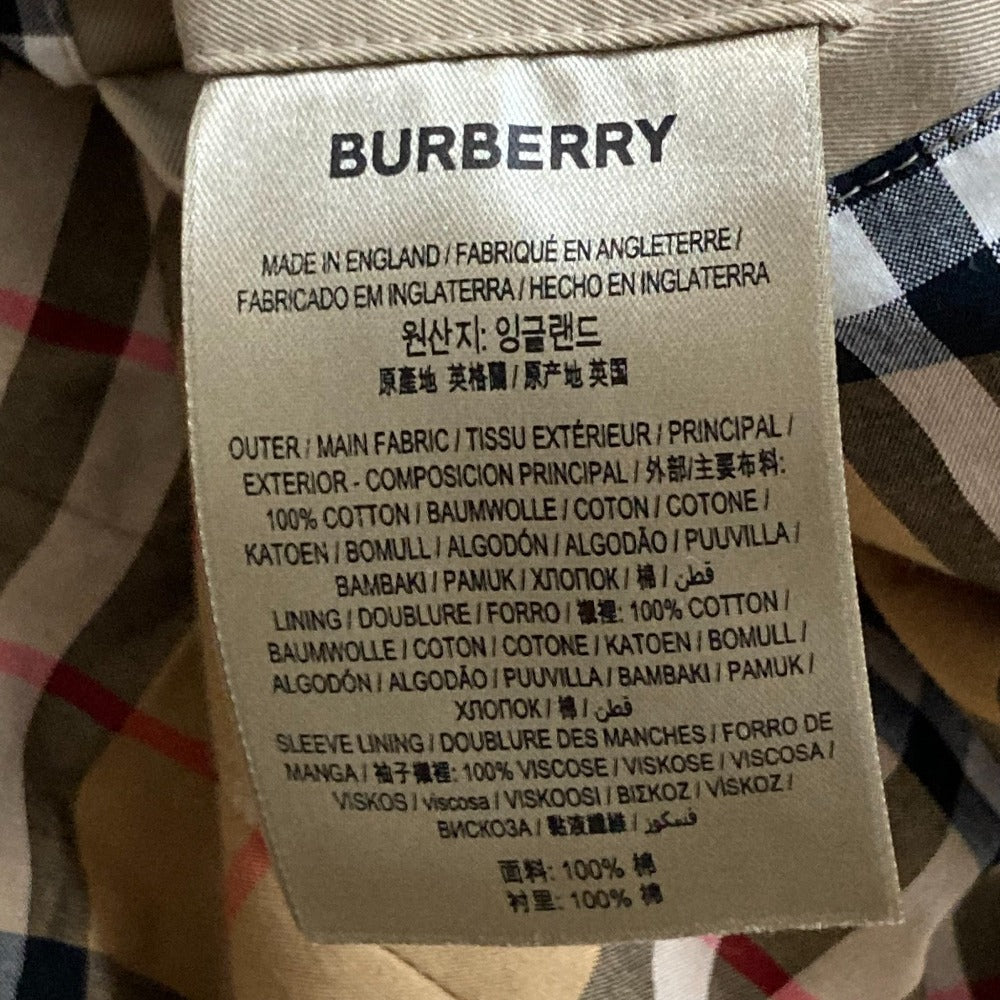 BURBERRY
MADE IN ENGLAND / FABRIQUÉ EN ANGLETERRE /
FABRICADO EM INGLATERRA / HECHO EN INGLATERRA
원산지: 잉글랜드
原產地 英格蘭 / 原产地 英国
OUTER / MAIN FABRIC / TISSU EXTÉRIEUR / PRINCIPAL /
EXTERIOR - COMPOSICION PRINCIPAL / 外部/主要布料:
100% COTTON / BAUMWOLLE / COTON / COTONE /
KATOEN / BOMULL / ALGODÓN / ALGODÃO / PUUVILLA /
BAMBAKI / PAMUK / ХЛОПОК / 棉 / قطن
LINING / DOUBLURE / FORRO / 襯裡: 100% COTTON /
BAUMWOLLE / COTON / COTONE / KATOEN / BOMULL /
ALGODÓN / ALGODÃO / PUUVILLA / BAMBAKI / PAMUK /
ХЛОПОК / 棉 / قطن
SLEEVE LINING / DOUBLURE DES MANCHES / FORRO DE
MANGA / 袖子襯裡: 100% VISCOSE / VISKOSE / VISCOSA /
VISKOS / viscosa / VISKOOSI / ΒΙΣΚΟΖ / VİSKOZ /
ВИСКОЗА / 黏液纖維 / فسكوز
面料: 100% 棉
衬里: 100% 棉